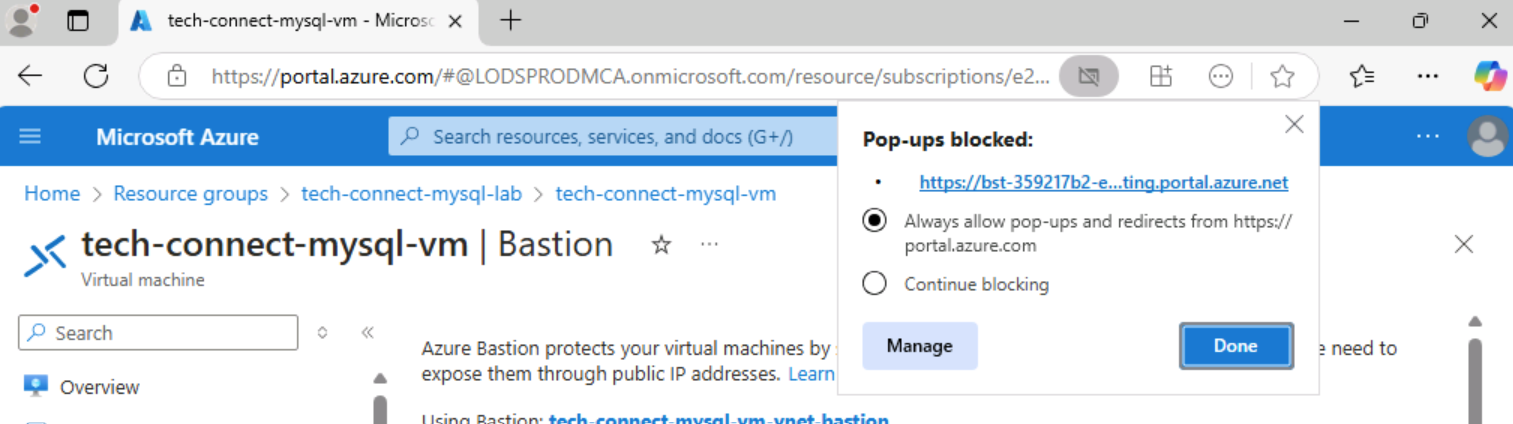 tech-connect-mysql-vm - Microsc
https://portal.azure.com/#@LODSPRODMCA.onmicrosoft.com/resource/subscriptions/e2...
Microsoft Azure
Search resources, services, and docs (G+/)
Pop-ups blocked:
• https://bst-359217b2-e...ting.portal.azure.net
Always allow pop-ups and redirects from https://
portal.azure.com
Continue blocking
Manage
Done
Home > Resource groups > tech-connect-mysql-lab > tech-connect-mysql-vm
tech-connect-mysql-vm | Bastion
Virtual machine
Search
Overview
Azure Bastion protects your virtual machines by
e need to
expose them through public IP addresses. Learn
Using Bastion: tech-connect-mysql-vm-vnet-bastion